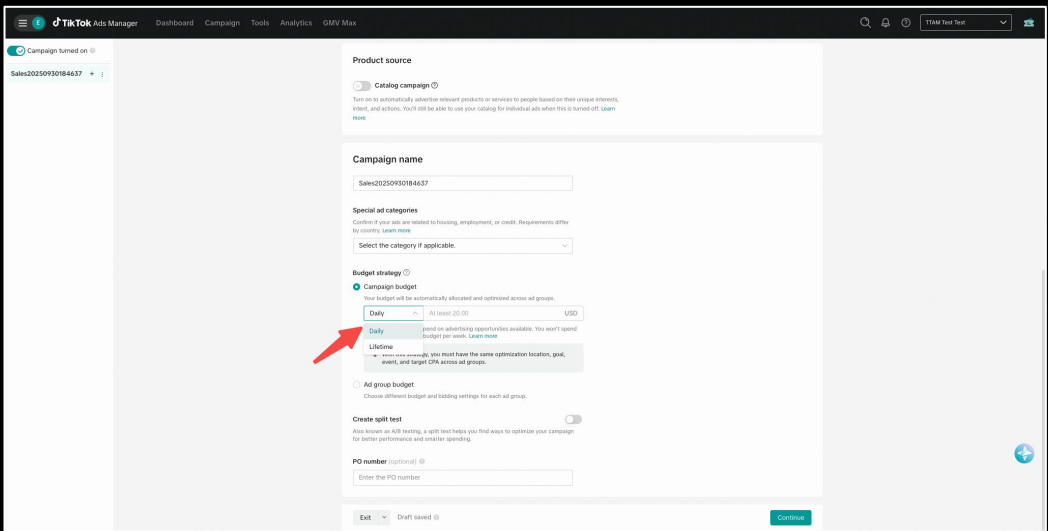 E TikTok Ads Manager Dashboard Campaign Tools Analytics GMV Max TTAM Test Test
Campaign turned on
Sales20250930184637
Product source
Catalog campaign
Turn on to automatically advertise relevant products or services to people based on their unique interests,
intent, and actions. You'll still be able to use your catalog for individual ads when this is turned off. Learn
more
Campaign name
Sales20250930184637
Special ad categories
Confirm if your ads are related to housing, employment, or credit. Requirements differ
by country. Learn more
Select the category if applicable.
Budget strategy
Campaign budget
Your budget will be automatically allocated and optimized across ad groups.
Daily At least 20.00 USD
Daily
Lifetime
pend on advertising opportunities available. You won't spend
budget per week. Learn more
strategy, you must have the same optimization location, goal,
event, and target CPA across ad groups.
Ad group budget
Choose different budget and bidding settings for each ad group.
Create split test
Also known as A/B testing, a split test helps you find ways to optimize your campaign
for better performance and smarter spending.
PO number (optional)
Enter the PO number
Exit Draft saved Continue